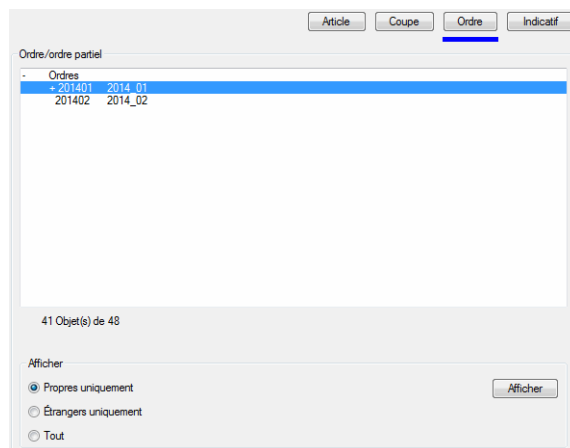 Article Coupe Ordre Indicatif
Ordre/ordre partiel
- Ordres
+ 201401 2014_01
201402 2014_02
41 Objet(s) de 48
Afficher
Propres uniquement Afficher
Étrangers uniquement
Tout